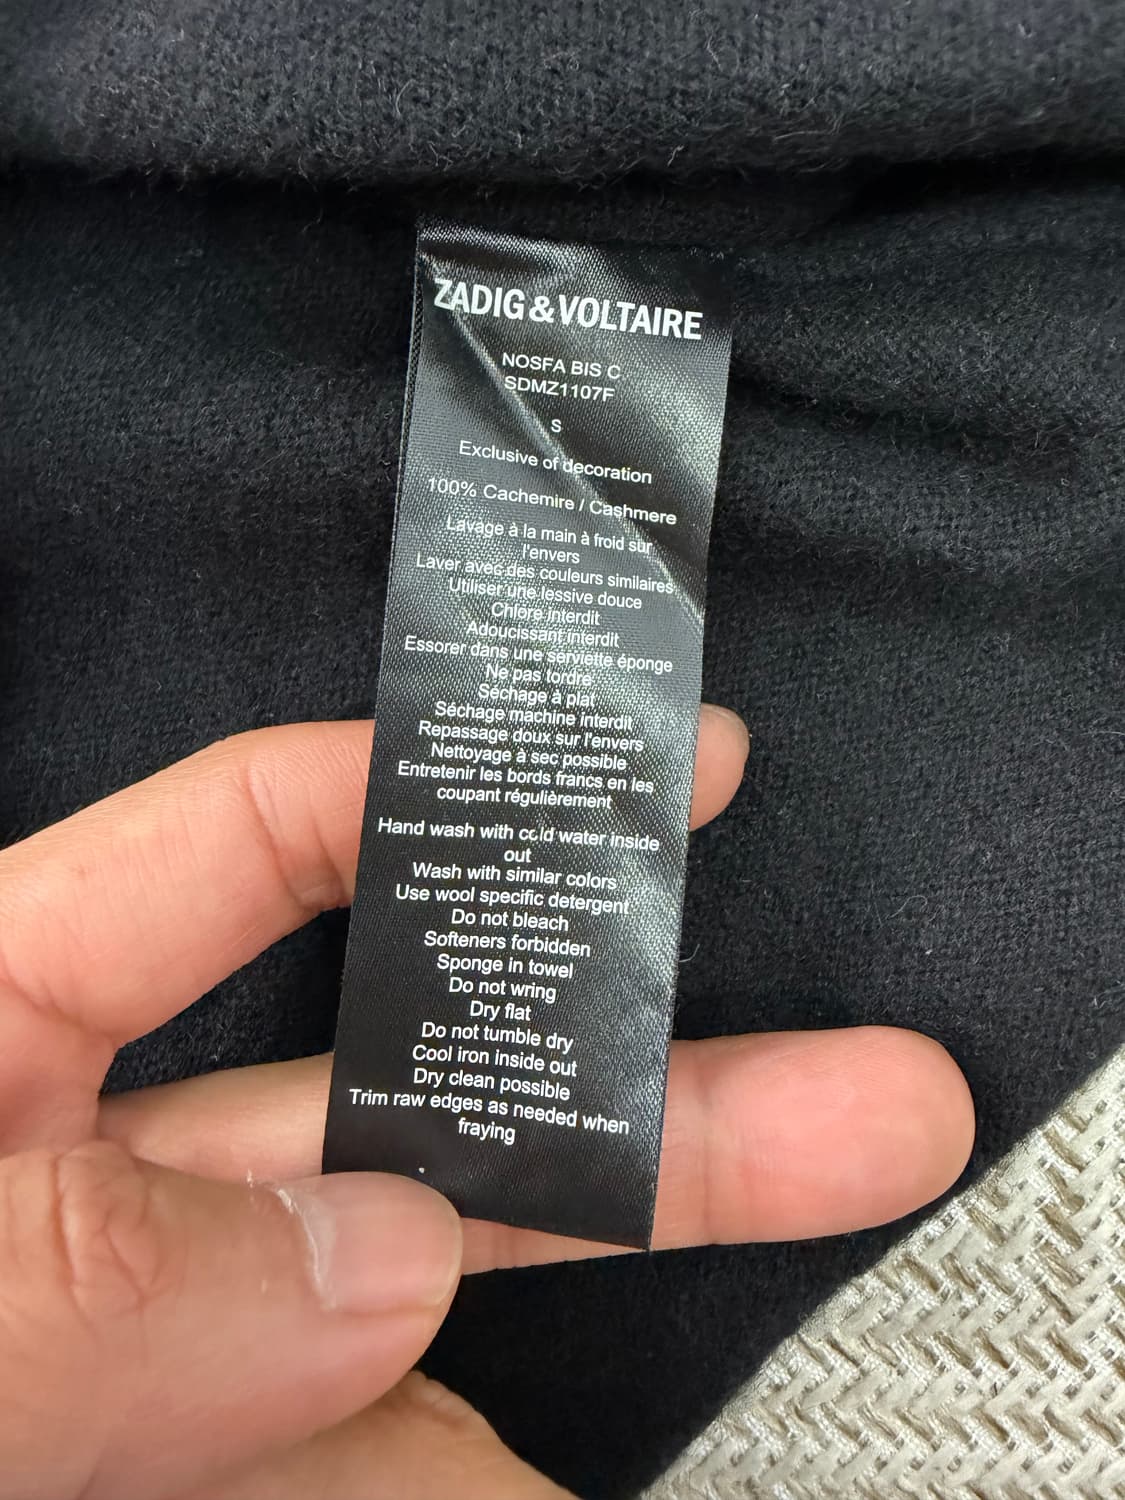 ZADIG & VOLTAIRE
NOSFA BIS C
SDMZ1107F
S
Exclusive of decoration
100% Cachemire / Cashmere
Lavage à la main à froid sur
l'envers
Laver avec des couleurs similaires
Utiliser une lessive douce
Chlore interdit
Adoucissant interdit
Essorer dans une serviette éponge
Ne pas tordre
Séchage à plat
Séchage machine interdit
Repassage doux sur l'envers
Nettoyage à sec possible
Entretenir les bords francs en les
coupant régulièrement
Hand wash with cold water inside
out
Wash with similar colors
Use wool specific detergent
Do not bleach
Softeners forbidden
Sponge in towel
Do not wring
Dry flat
Do not tumble dry
Cool iron inside out
Dry clean possible
Trim raw edges as needed when
fraying